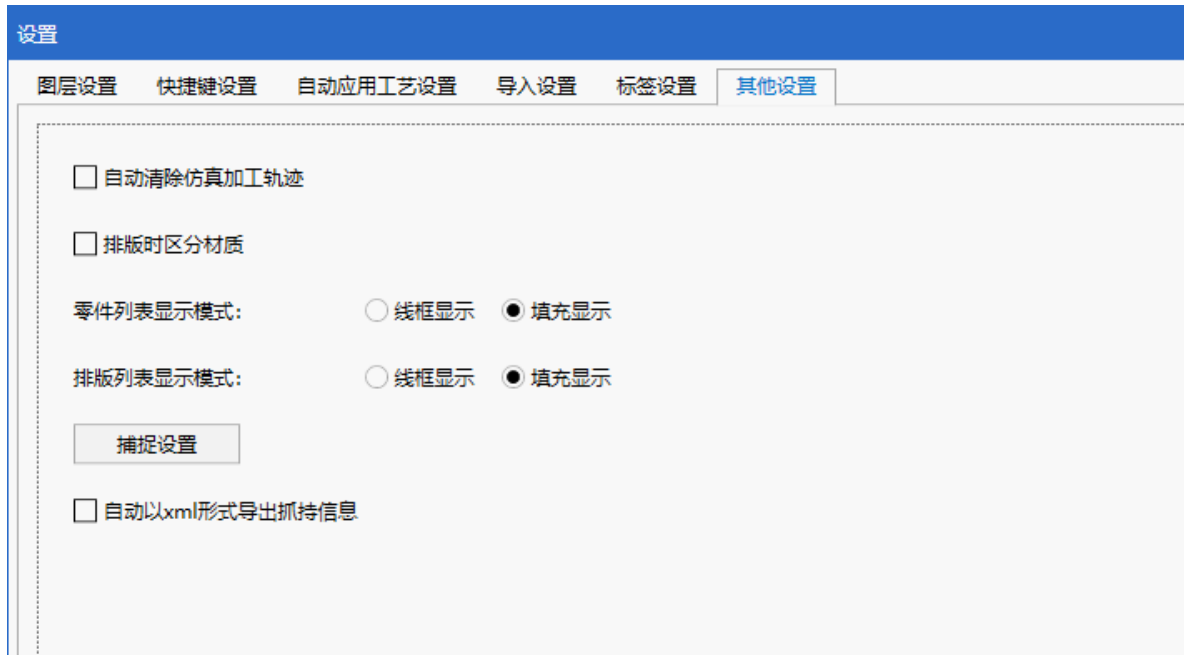 设置
图层设置 快捷键设置 自动应用工艺设置 导入设置 标签设置 其他设置
自动清除仿真加工轨迹
排版时区分材质
零件列表显示模式: 线框显示 填充显示
排版列表显示模式: 线框显示 填充显示
捕捉设置
自动以xml形式导出抓持信息